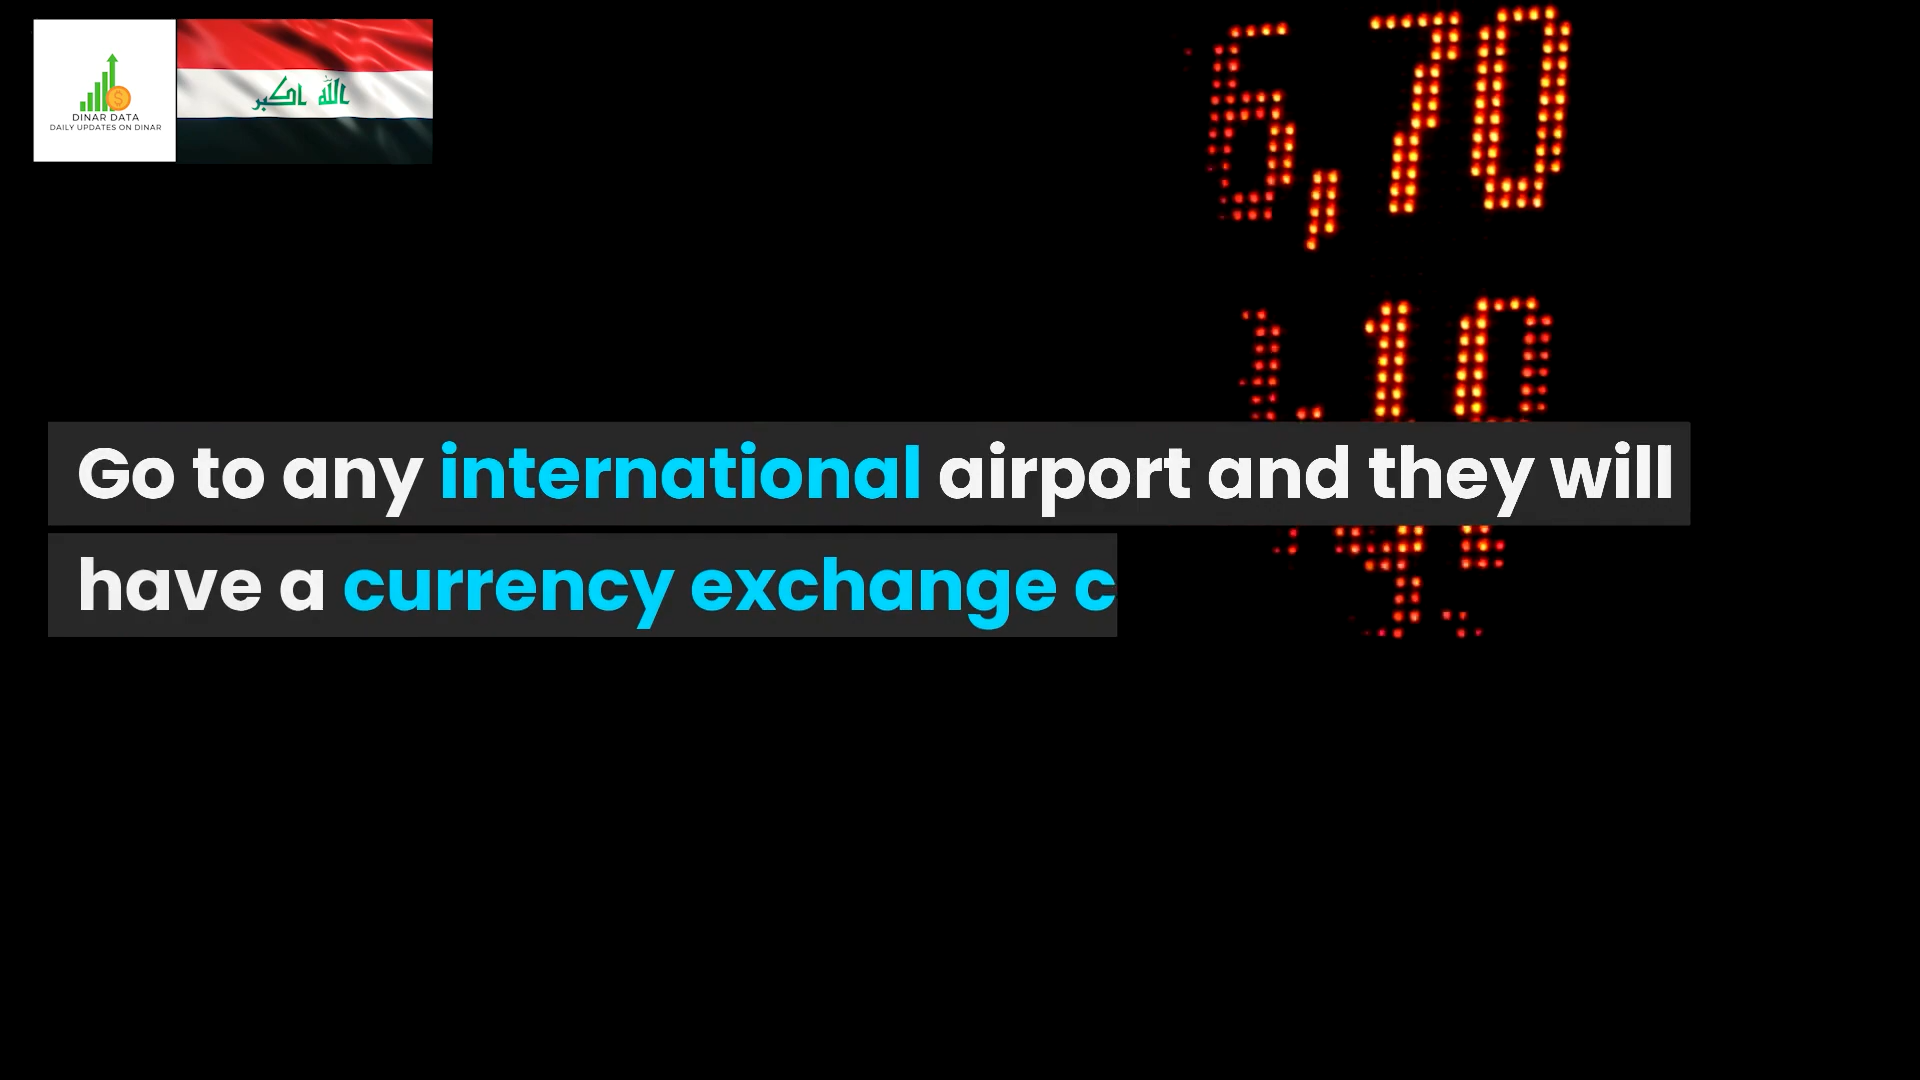 DINAR DATA
DAILY UPDATES ON DINAR
الله اكبر
6,70
Go to any international airport and they will
have a currency exchange c